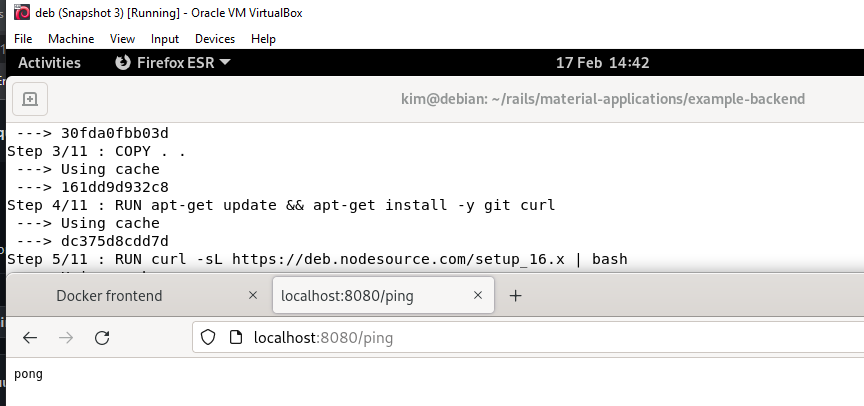 deb (Snapshot 3) [Running] - Oracle VM VirtualBox
File Machine View Input Devices Help
Activities Firefox ESR 17 Feb 14:42
kim@debian: ~/rails/material-applications/example-backend
---> 30fda0fbb03d
Step 3/11 : COPY . .
---> Using cache
---> 161dd9d932c8
Step 4/11 : RUN apt-get update && apt-get install -y git curl
---> Using cache
---> dc375d8cdd7d
Step 5/11 : RUN curl -sL https://deb.nodesource.com/setup_16.x | bash
Docker frontend × localhost:8080/ping × +
localhost:8080/ping
pong